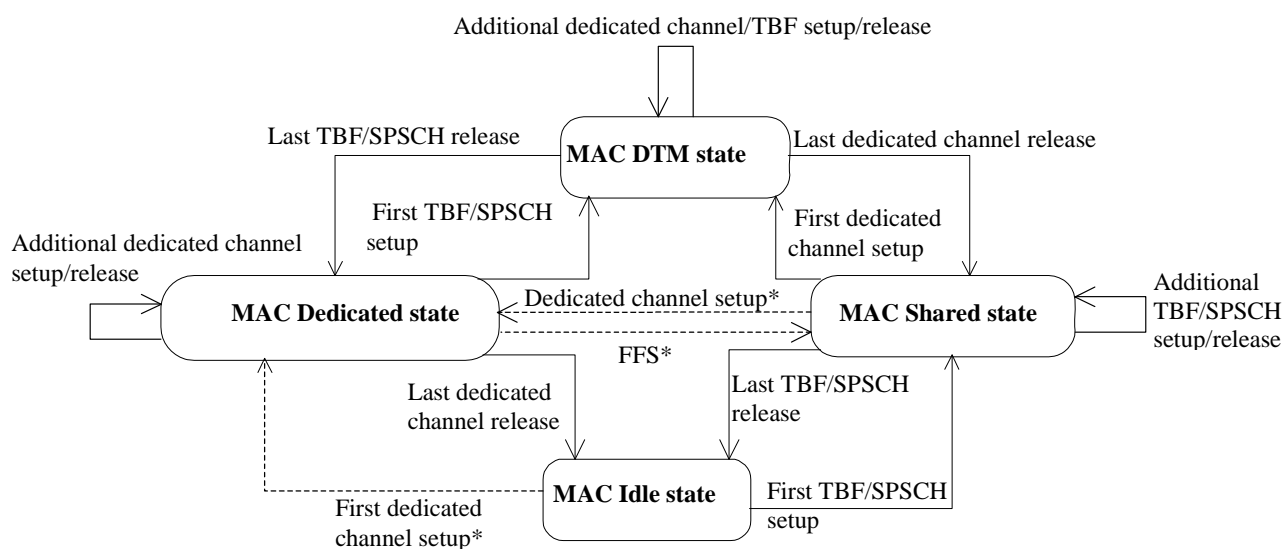 Additional dedicated channel/TBF setup/release
Last TBF/SPSCH release
MAC DTM state
Last dedicated channel release
First TBF/SPSCH
setup
First dedicated
channel setup
Additional dedicated channel
setup/release
MAC Dedicated state
Dedicated channel setup*
MAC Shared state
Additional
TBF/SPSCH
setup/release
FFS*
Last dedicated
channel release
Last TBF/SPSCH
release
MAC Idle state
First TBF/SPSCH
setup
First dedicated
channel setup*